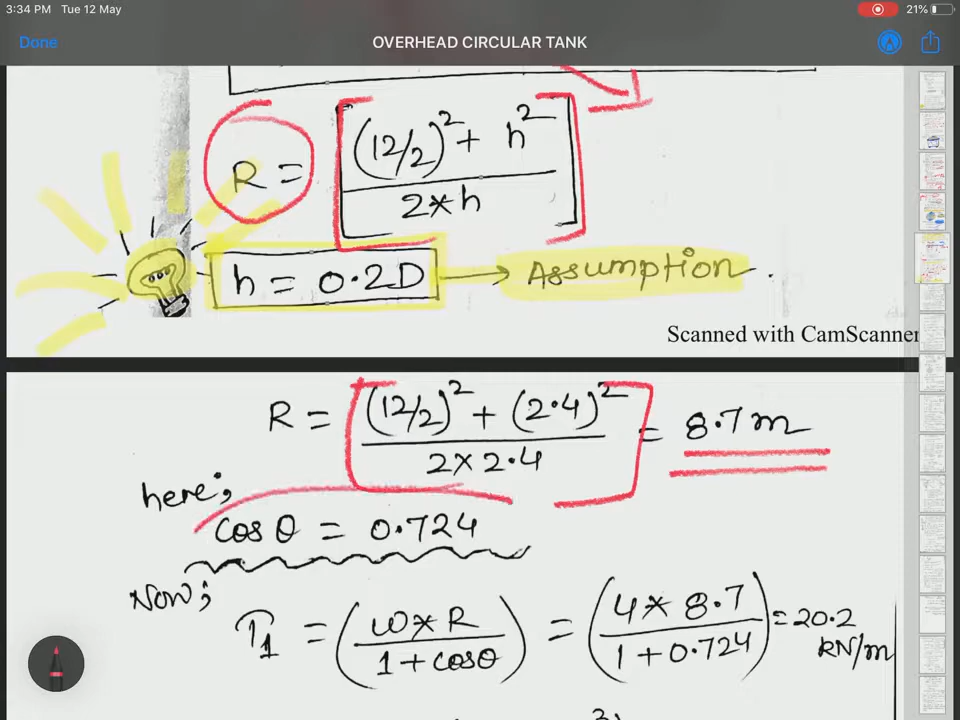 3:34 PM Tue 12 May 21%
Done OVERHEAD CIRCULAR TANK
R = [((12/2)² + h²) / (2*h)]
h = 0.2D → Assumption.
Scanned with CamScanner
R = [((12/2)² + (2.4)²) / (2×2.4)] = 8.7m
here;
cos θ = 0.724
Now;
T1 = ((w*R) / (1+cosθ)) = ((4*8.7) / (1+0.724)) = 20.2 kN/m